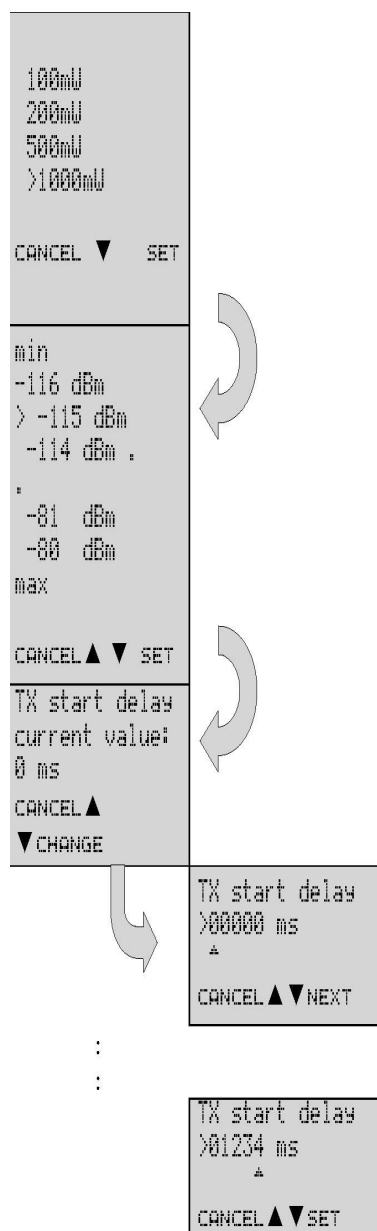 100mW
200mW
500mW
>1000mW
CANCEL ▼ SET
min
-116 dBm
> -115 dBm
-114 dBm .
.
-81 dBm
-80 dBm
max
CANCEL▲ ▼ SET
TX start delay
current value:
0 ms
CANCEL▲
▼CHANGE
TX start delay
>00000 ms
▵
CANCEL▲▼NEXT
:
:
TX start delay
>01234 ms
▵
CANCEL▲▼SET